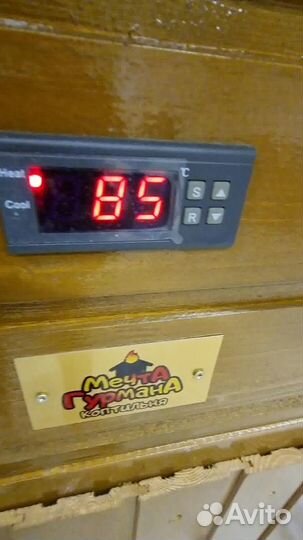 Heat
85
°C
S
Cool
R
Мечта
Гурмана
коптильня
Avito